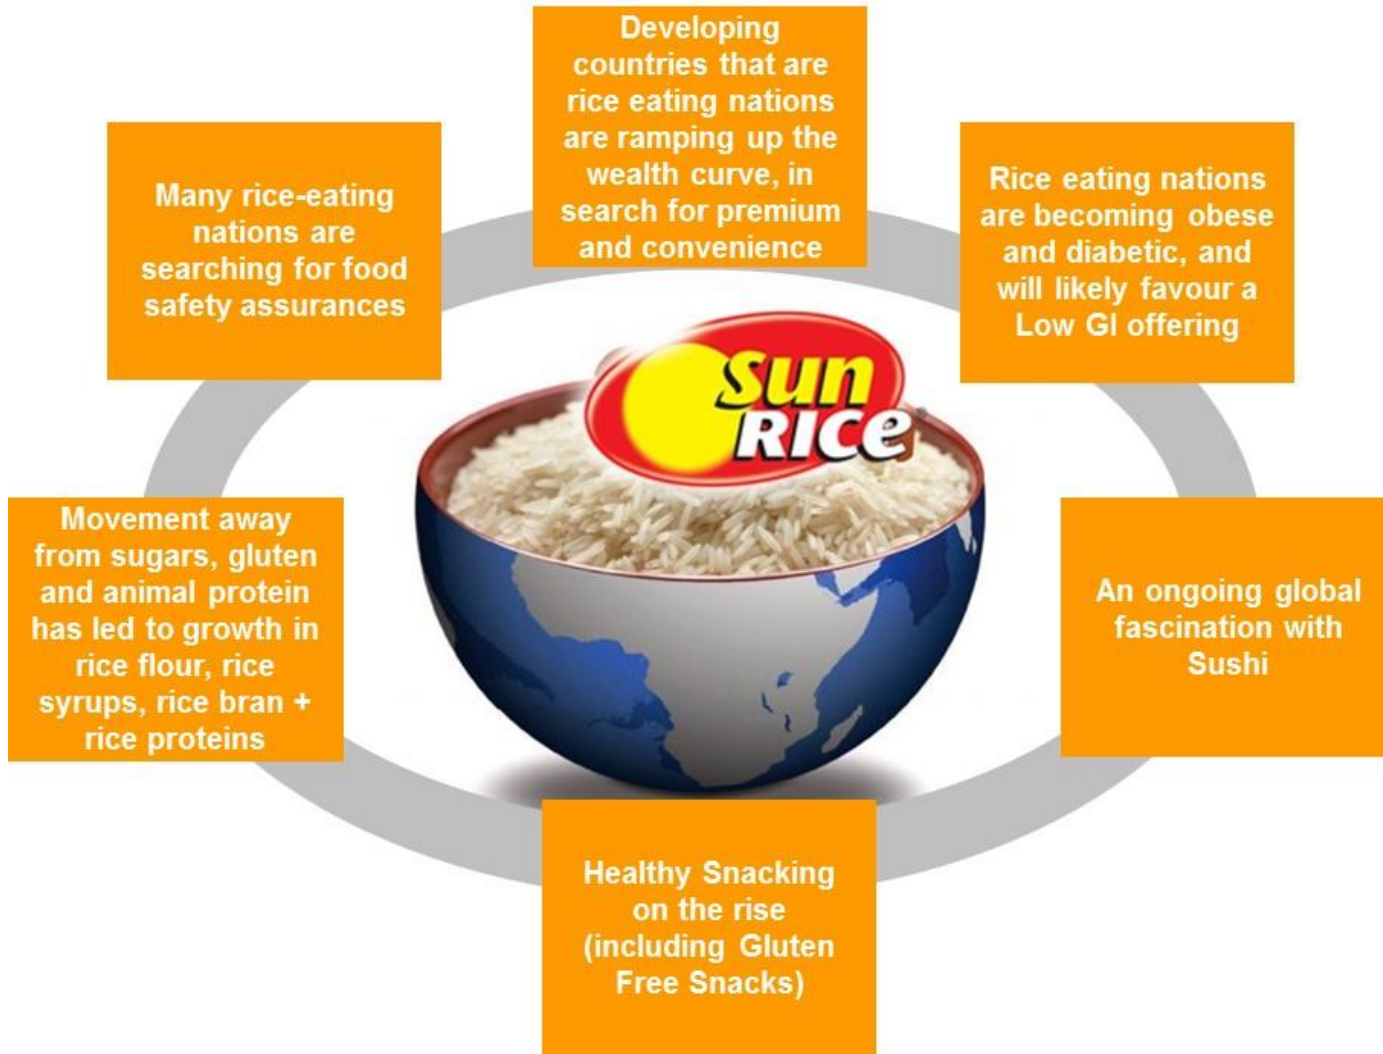 Developing
countries that are
rice eating nations
are ramping up the
wealth curve, in
search for premium
and convenience
Many rice-eating
nations are
searching for food
safety assurances
Rice eating nations
are becoming obese
and diabetic, and
will likely favour a
Low GI offering
Sun
RICe
Movement away
from sugars, gluten
and animal protein
has led to growth in
rice flour, rice
syrups, rice bran +
rice proteins
An ongoing global
fascination with
Sushi
Healthy Snacking
on the rise
(including Gluten
Free Snacks)